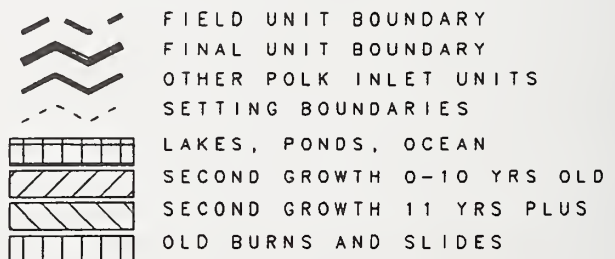 FIELD UNIT BOUNDARY
FINAL UNIT BOUNDARY
OTHER POLK INLET UNITS
SETTING BOUNDARIES
LAKES, PONDS, OCEAN
SECOND GROWTH 0-10 YRS OLD
SECOND GROWTH 11 YRS PLUS
OLD BURNS AND SLIDES